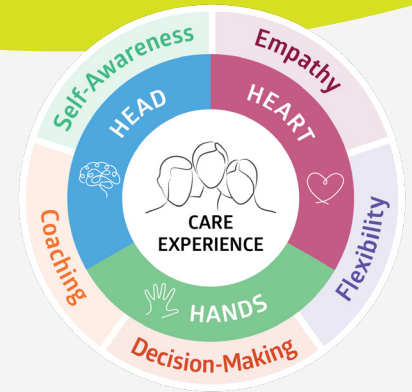 Self-Awareness
Empathy
Flexibility
Decision-Making
Coaching
HEAD
HEART
HANDS
CARE
EXPERIENCE